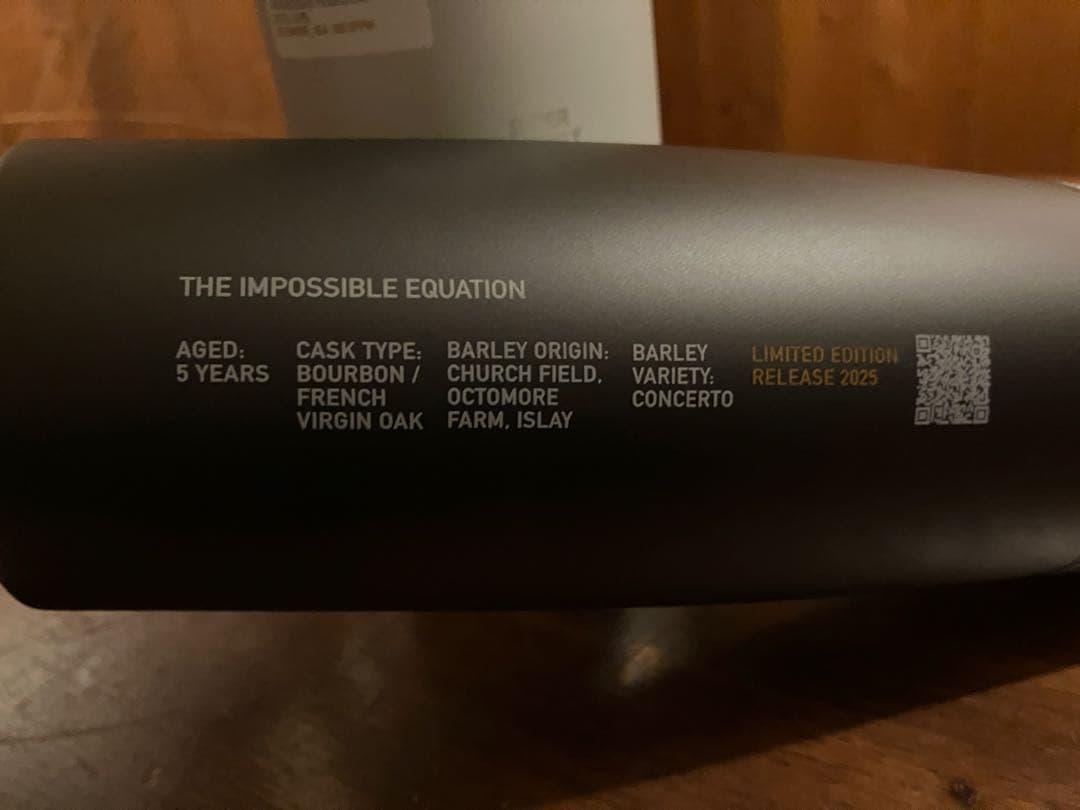 THE IMPOSSIBLE EQUATION
AGED:
5 YEARS
CASK TYPE:
BOURBON /
FRENCH
VIRGIN OAK
BARLEY ORIGIN:
CHURCH FIELD,
OCTOMORE
FARM, ISLAY
BARLEY
VARIETY:
CONCERTO
LIMITED EDITION
RELEASE 2025